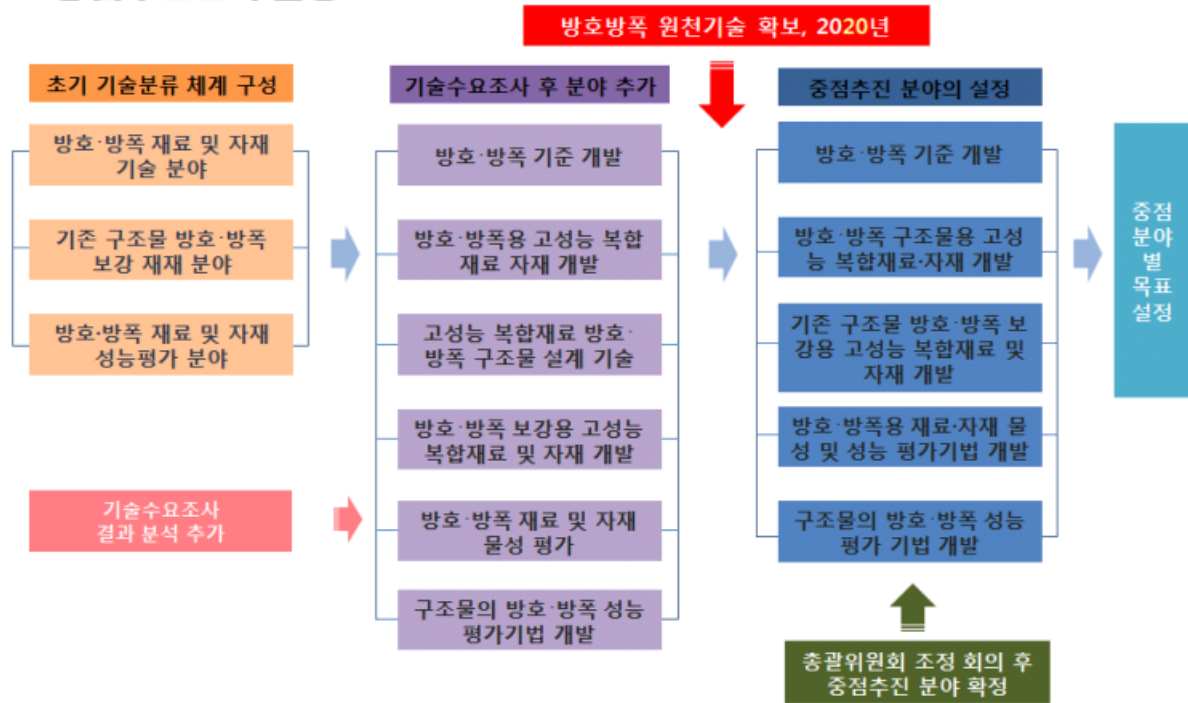 방호방폭 원천기술 확보, 2020년
초기 기술분류 체계 구성
방호·방폭 재료 및 자재
기술 분야
기존 구조물 방호·방폭
보강 재재 분야
방호·방폭 재료 및 자재
성능평가 분야
기술수요조사
결과 분석 추가
기술수요조사 후 분야 추가
방호·방폭 기준 개발
방호·방폭용 고성능 복합
재료 자재 개발
고성능 복합재료 방호·
방폭 구조물 설계 기술
방호·방폭 보강용 고성능
복합재료 및 자재 개발
방호·방폭 재료 및 자재
물성 평가
구조물의 방호·방폭 성능
평가기법 개발
중점추진 분야의 설정
방호·방폭 기준 개발
방호·방폭 구조물용 고성
능 복합재료·자재 개발
기존 구조물 방호·방폭 보
강용 고성능 복합재료 및
자재 개발
방호·방폭용 재료·자재 물
성 및 성능 평가기법 개발
구조물의 방호·방폭 성능
평가 기법 개발
총괄위원회 조정 회의 후
중점추진 분야 확정
중점
분야
별
목표
설정